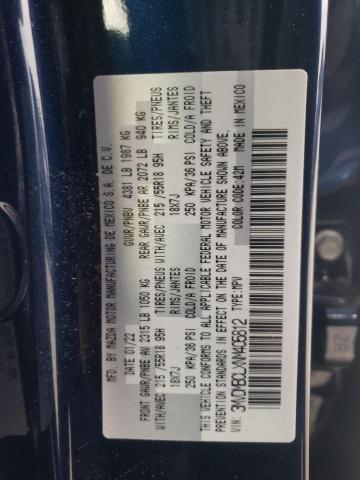 MFD. BY MAZDA MOTOR MANUFACTURING DE MEXICO S.A. DE C.V.
DATE 01/22 GVWR/PNBV 4381 LB 1987 KG
FRONT GAWR/PNBE AV 2315 LB 1050 KG REAR GAWR/PNBE AR 2072 LB 940 KG
WITH/AVEC 215/55R18 95H TIRES/PNEUS WITH/AVEC 215/55R18 95H TIRES/PNEUS
18X7J RIMS/JANTES 18X7J RIMS/JANTES
250 KPA/36 PSI COLD/A FROID 250 KPA/36 PSI COLD/A FROID
THIS VEHICLE CONFORMS TO ALL APPLICABLE FEDERAL MOTOR VEHICLE SAFETY AND THEFT
PREVENTION STANDARDS IN EFFECT ON THE DATE OF MANUFACTURE SHOWN ABOVE.
VIN: 3MVDMBCLXNM405812 TYPE:MPV COLOR CODE:42M MADE IN MEXICO